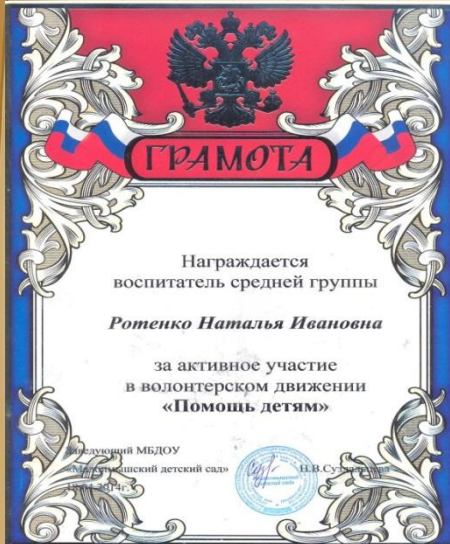 ГРАМОТА
Награждается
воспитатель средней группы
Ротенко Наталья Ивановна
за активное участие
в волонтерском движении
«Помощь детям»
Заведующий МБДОУ
детский сад» Н.В.Суздальцева